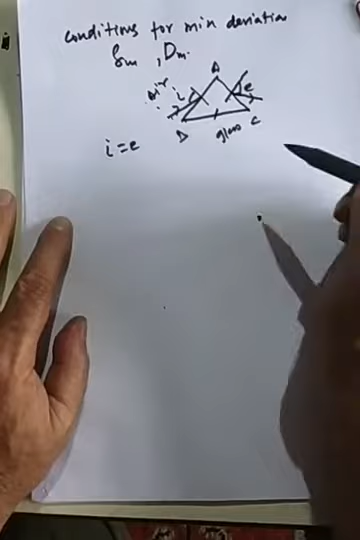 conditions for min deviation
δm , Dm.
A
air i e
B glass C
i = e